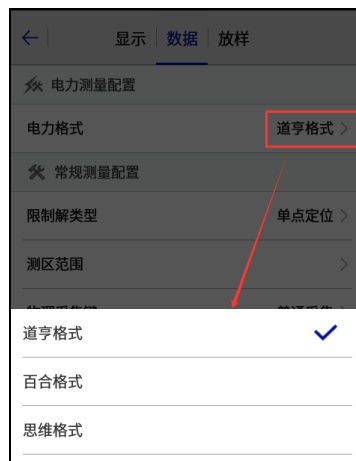 显示 数据 放样
电力测量配置
电力格式 道亨格式
常规测量配置
限制解类型 单点定位
测区范围
道亨格式
百合格式
思维格式